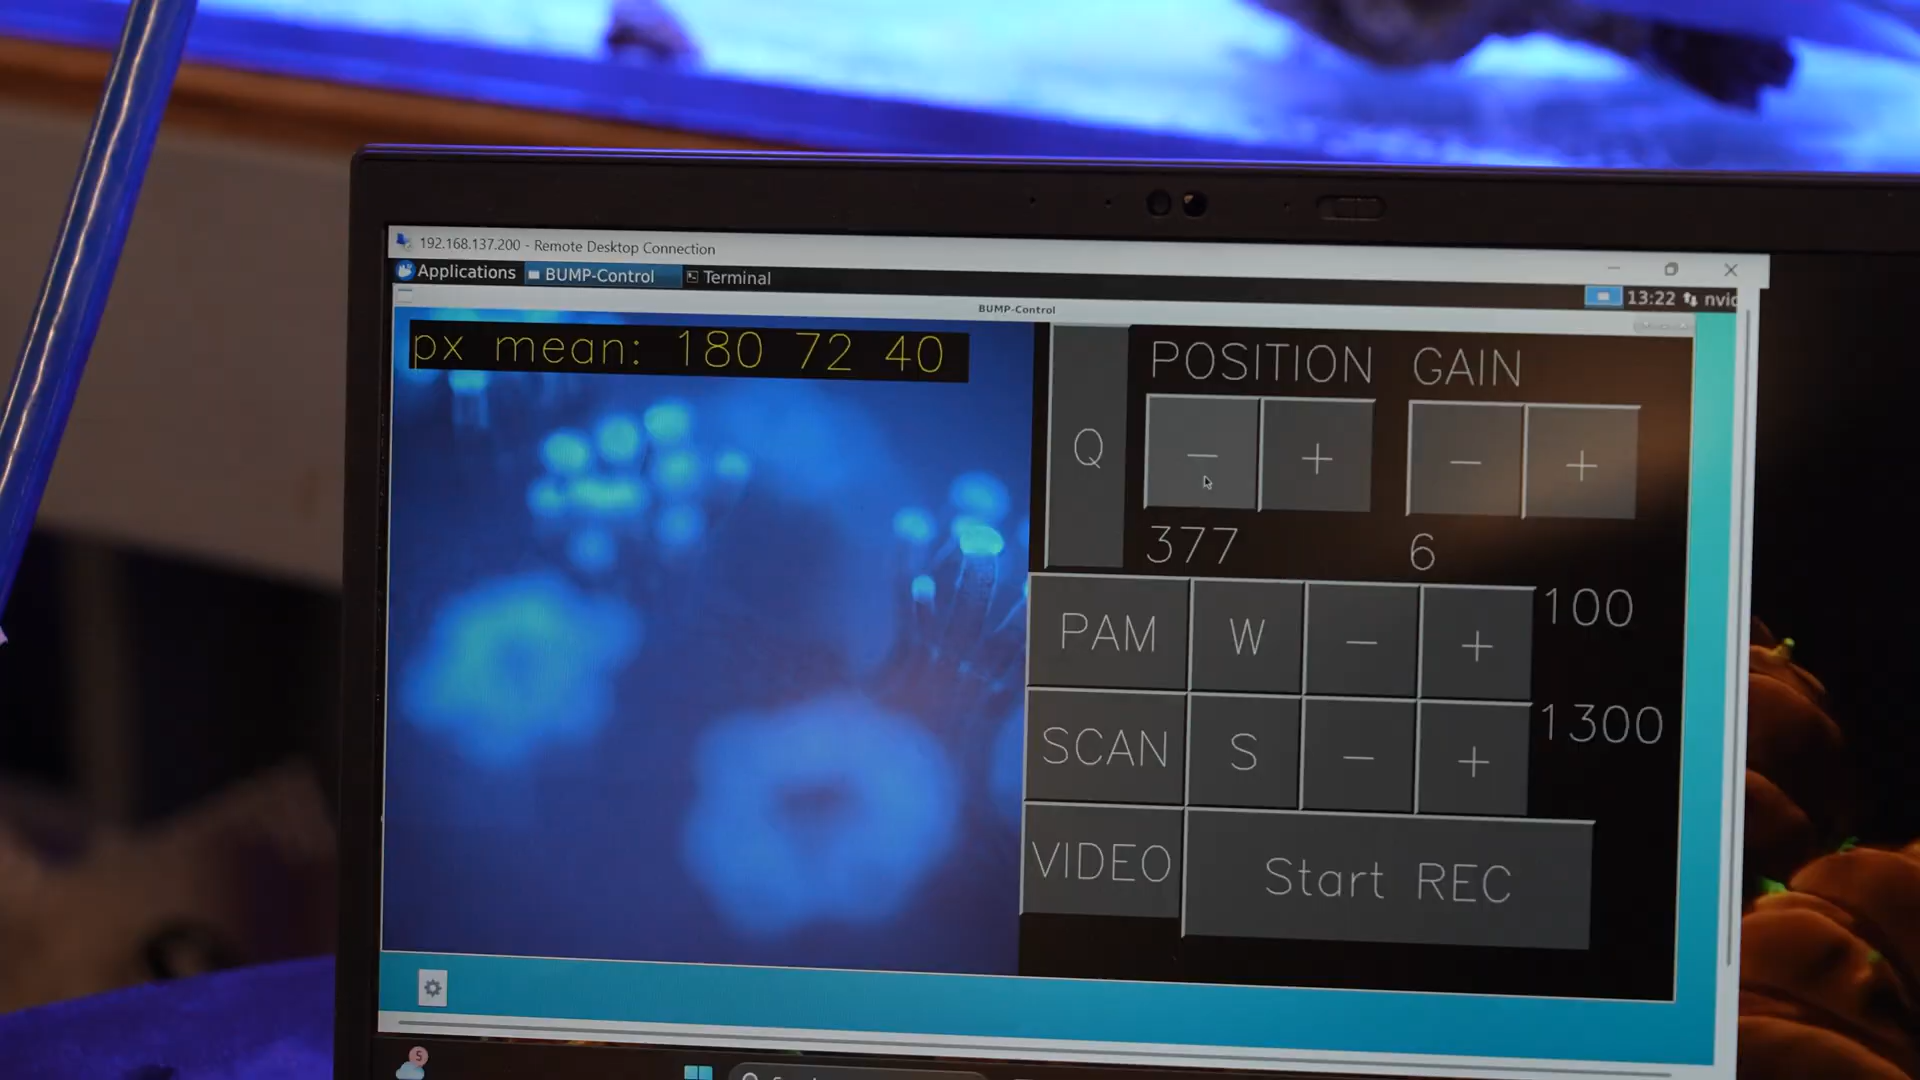 192.168.137.200 - Remote Desktop Connection
Applications BUMP-Control Terminal
13:22
BUMP-Control
px mean: 180 72 40
POSITION GAIN
Q - + - +
377 6
PAM W - + 100
SCAN S - + 1300
VIDEO Start REC
5